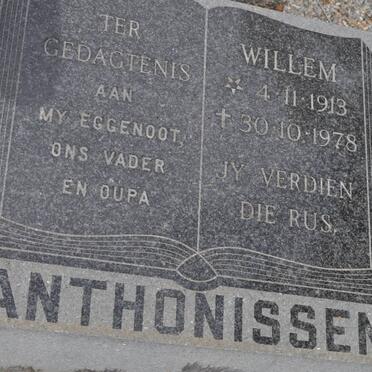 TER
GEDAGTENIS
AAN
MY EGGENOOT,
ONS VADER
EN OUPA
WILLEM
☆ 4·11·1913
✝ 30·10·1978
JY VERDIEN
DIE RUS.
ANTHONISSEN